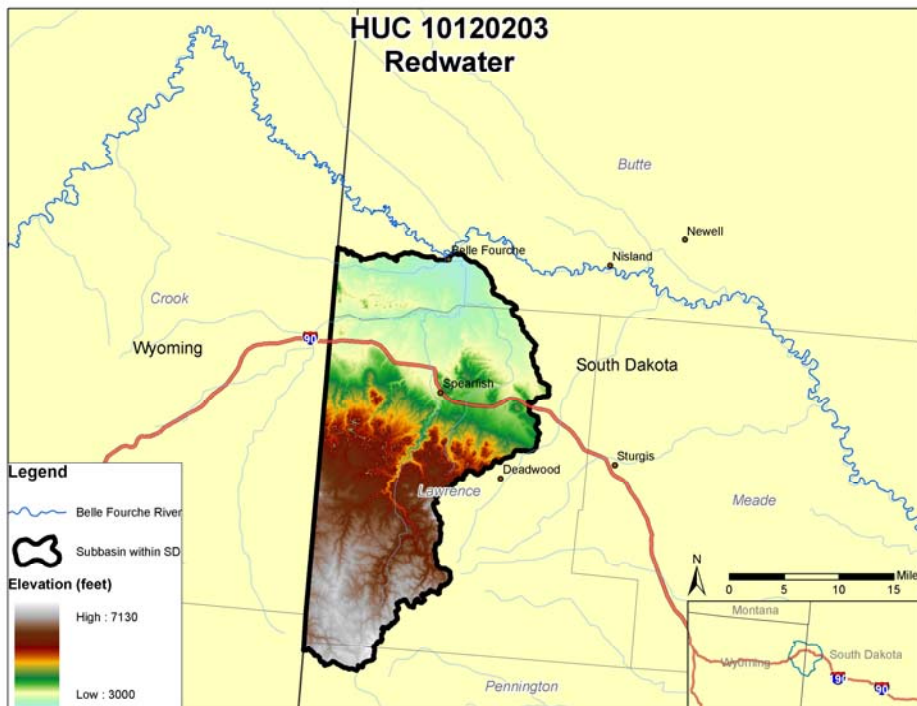 HUC 10120203
Redwater
Butte
Newell
Nisland
Belle Fourche
Crook
Wyoming
90
South Dakota
Spearfish
Sturgis
Deadwood
Lawrence
Meade
Pennington
Legend
Belle Fourche River
Subbasin within SD
Elevation (feet)
High : 7130
Low : 3000
N
Mile
0 5 10 15
Montana
Wyoming
South Dakota
90
90